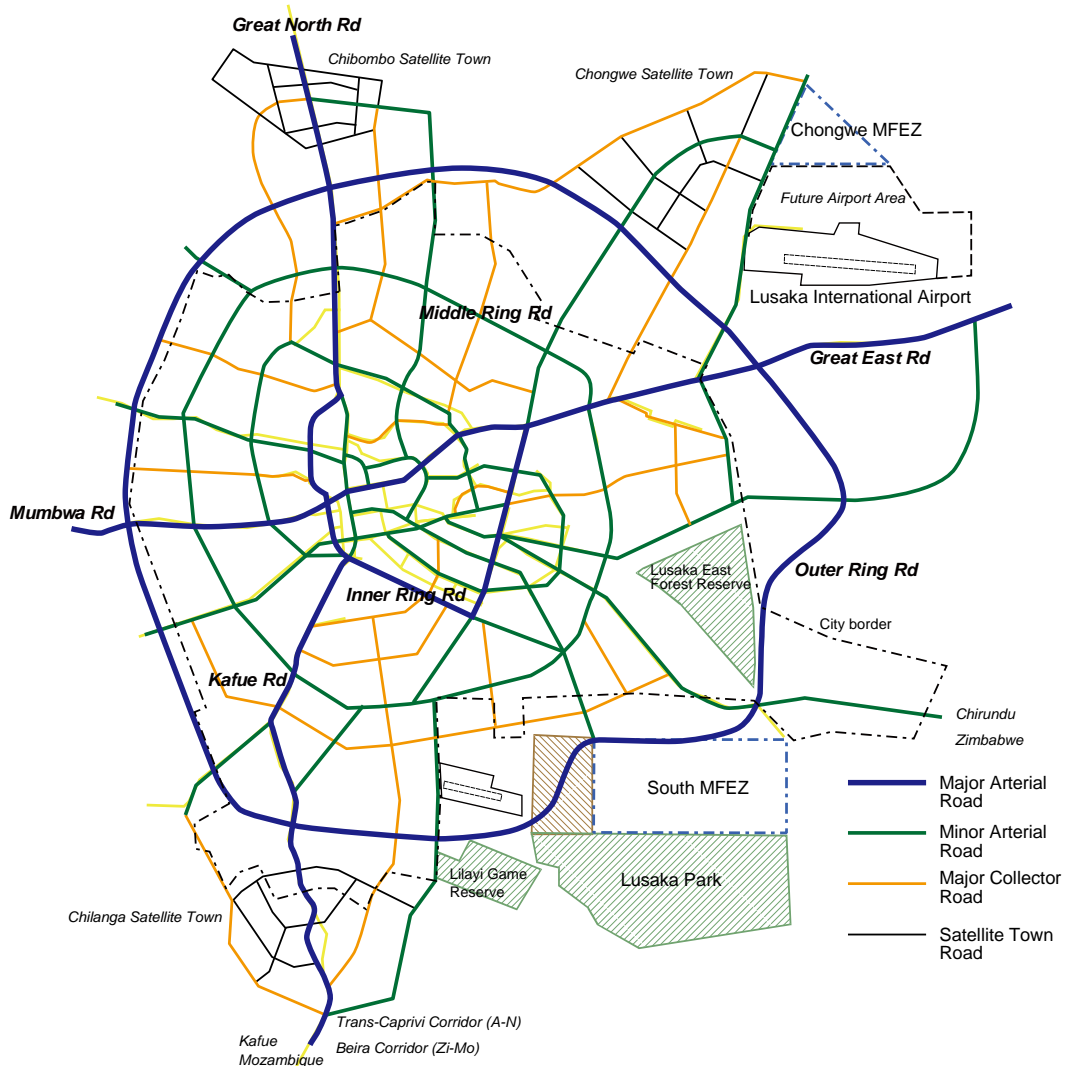 Great North Rd
Chibombo Satellite Town
Chongwe Satellite Town
Chongwe MFEZ
Future Airport Area
Lusaka International Airport
Middle Ring Rd
Great East Rd
Mumbwa Rd
Lusaka East
Forest Reserve
Outer Ring Rd
Inner Ring Rd
City border
Kafue Rd
Chirundu
Zimbabwe
South MFEZ
Major Arterial
Road
Minor Arterial
Road
Lilayi Game
Reserve
Lusaka Park
Major Collector
Road
Chilanga Satellite Town
Satellite Town
Road
Trans-Caprivi Corridor (A-N)
Beira Corridor (Zi-Mo)
Kafue
Mozambique